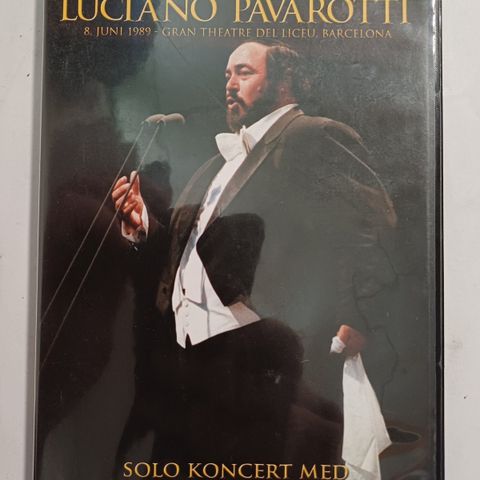 LUCIANO PAVAROTTI
8. JUNI 1989 - GRAN THEATRE DEL LICEU, BARCELONA
SOLO KONCERT MED